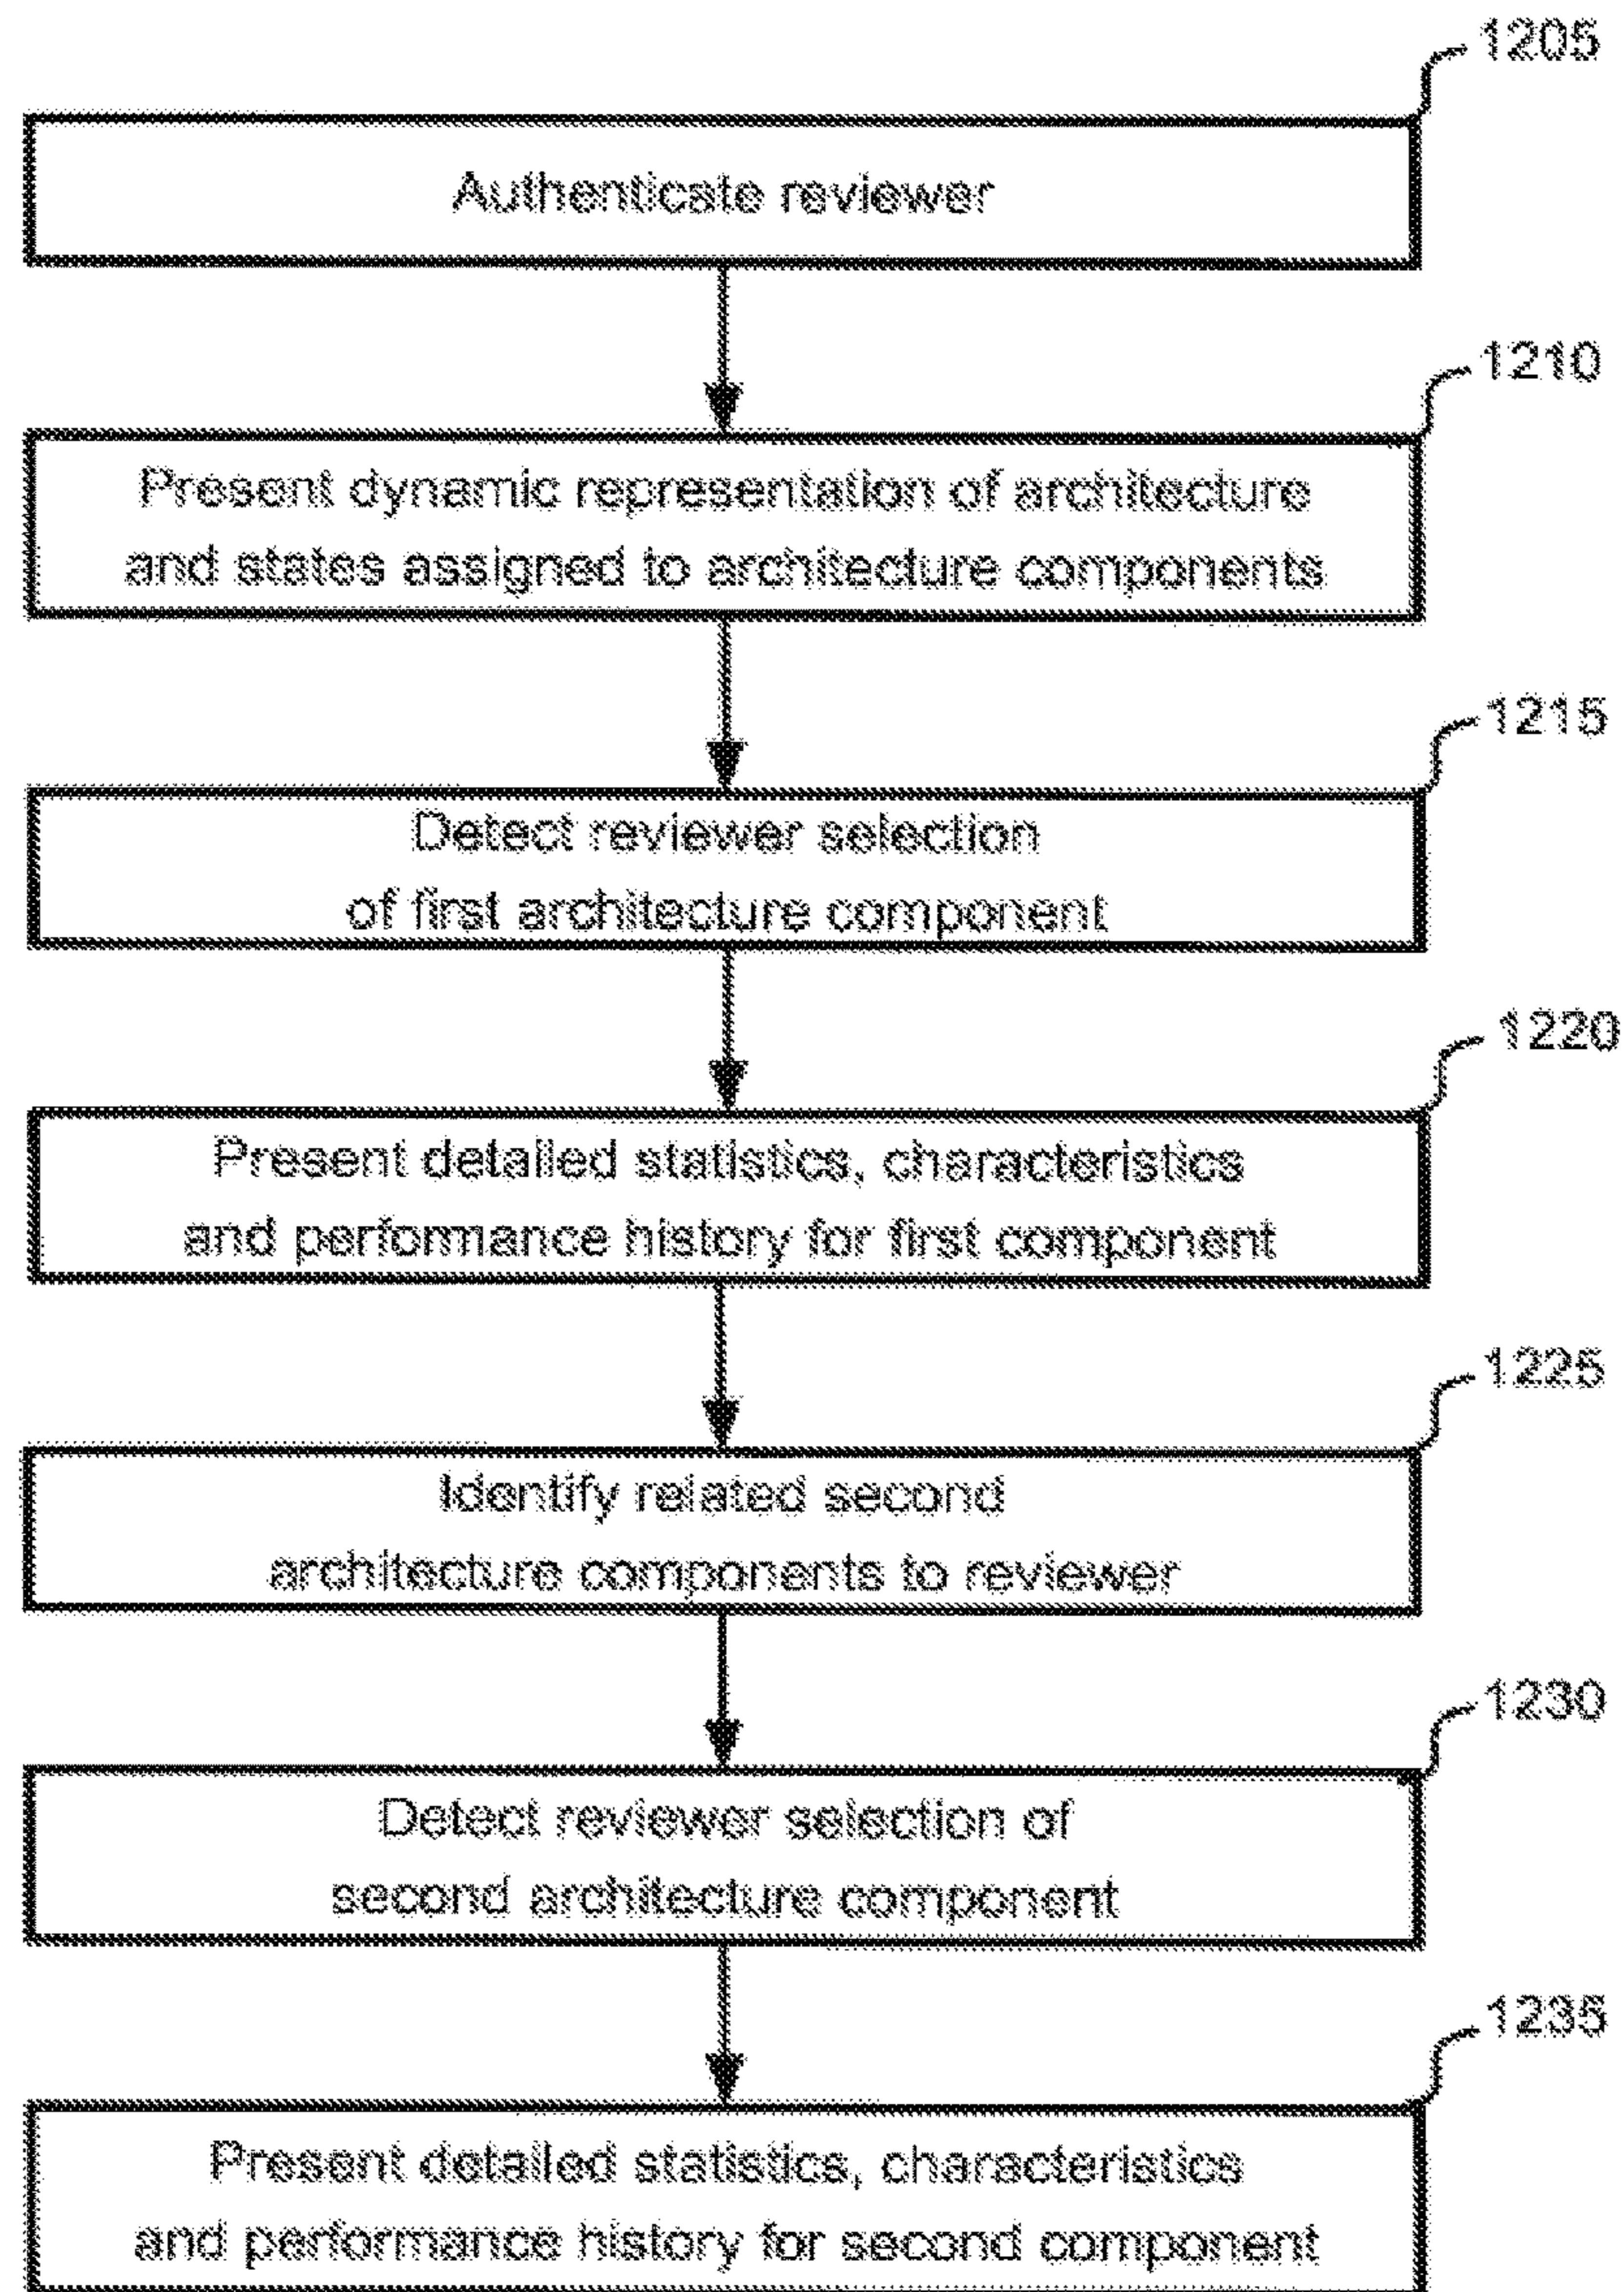 1205
Authenticate reviewer
1210
Present dynamic representation of architecture
and states assigned to architecture components
1215
Detect reviewer selection
of first architecture component
1220
Present detailed statistics, characteristics
and performance history for first component
1225
Identify related second
architecture components to reviewer
1230
Detect reviewer selection of
second architecture component
1235
Present detailed statistics, characteristics
and performance history for second component